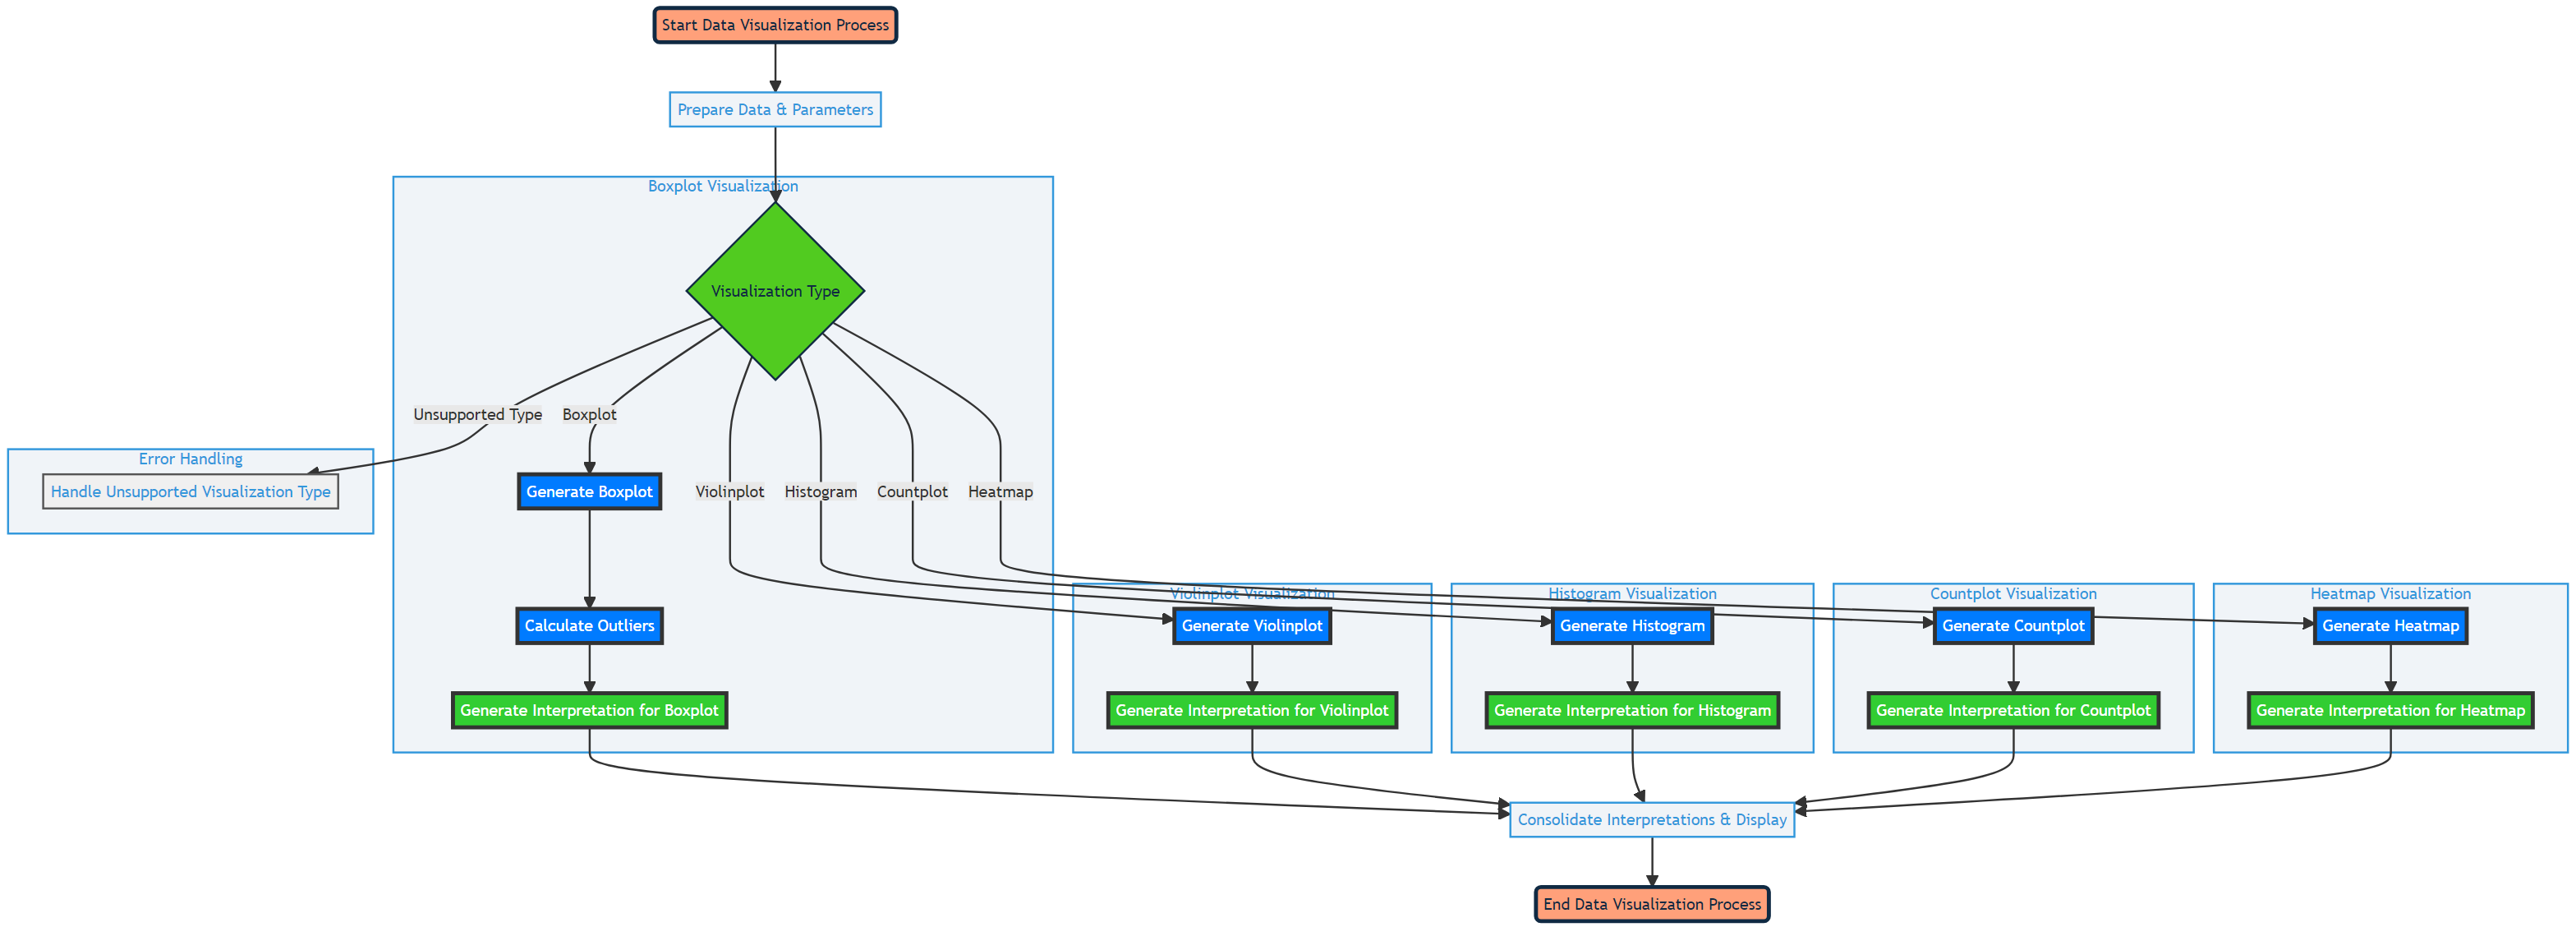 Start Data Visualization Process
Prepare Data & Parameters
Boxplot Visualization
Visualization Type
Unsupported Type
Boxplot
Error Handling
Handle Unsupported Visualization Type
Generate Boxplot
Violinplot
Histogram
Countplot
Heatmap
Violinplot Visualization
Histogram Visualization
Countplot Visualization
Heatmap Visualization
Calculate Outliers
Generate Violinplot
Generate Histogram
Generate Countplot
Generate Heatmap
Generate Interpretation for Boxplot
Generate Interpretation for Violinplot
Generate Interpretation for Histogram
Generate Interpretation for Countplot
Generate Interpretation for Heatmap
Consolidate Interpretations & Display
End Data Visualization Process